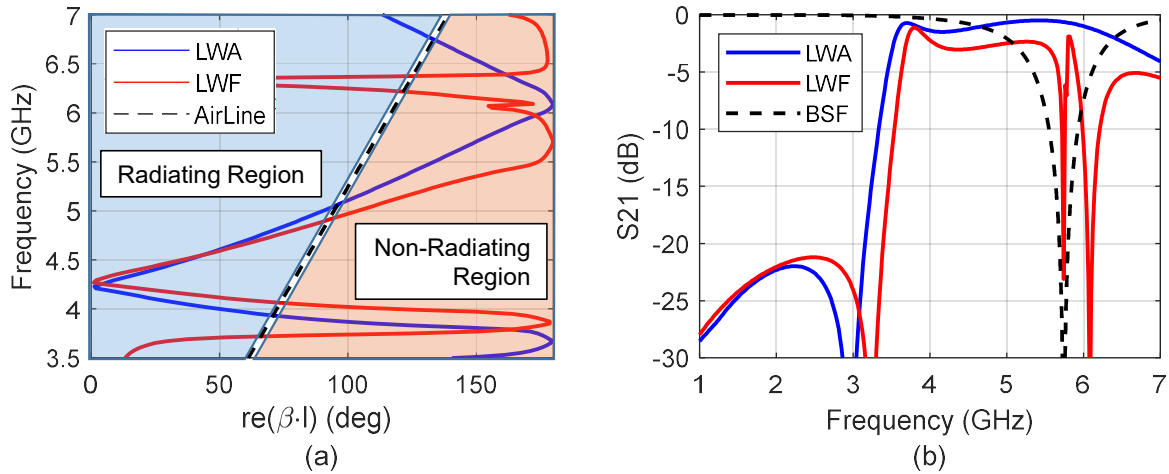 7
6.5
6
5.5
5
4.5
4
3.5
Frequency (GHz)
LWA
LWF
AirLine
Radiating Region
Non-Radiating
Region
0
50
100
150
re(β·l) (deg)
(a)
0
-5
-10
-15
-20
-25
-30
S21 (dB)
LWA
LWF
BSF
1
2
3
4
5
6
7
Frequency (GHz)
(b)